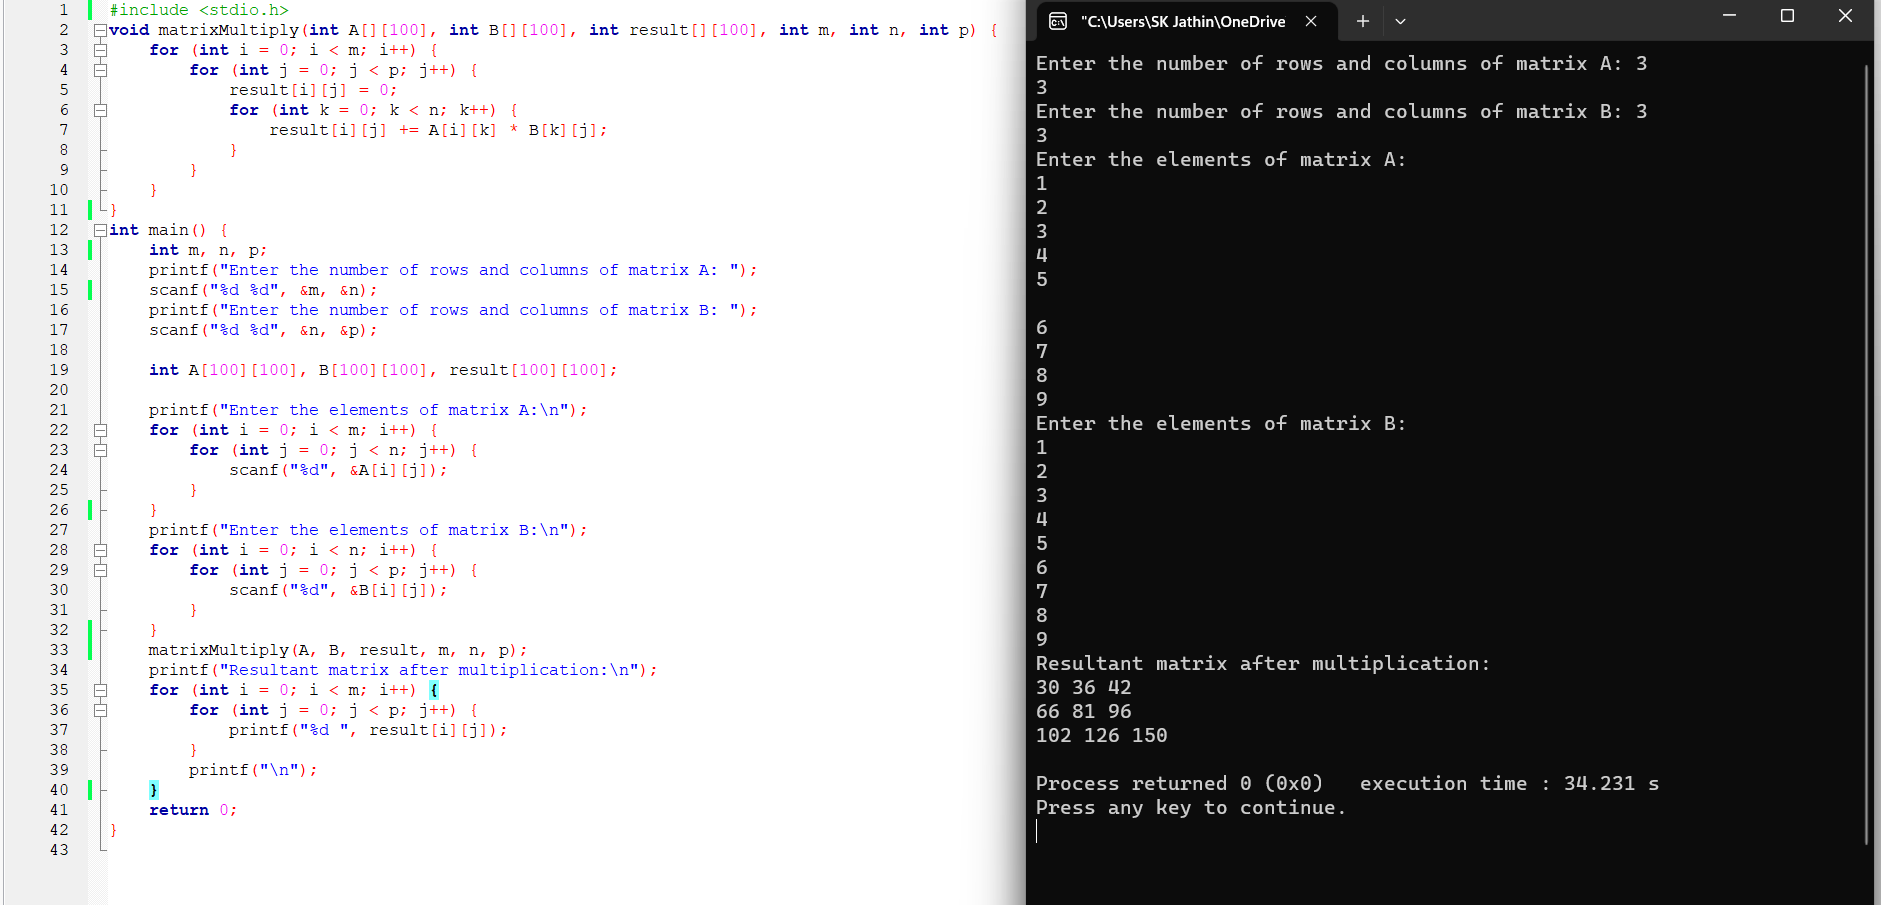 1 #include <stdio.h>
2 void matrixMultiply(int A[][100], int B[][100], int result[][100], int m, int n, int p) {
3     for (int i = 0; i < m; i++) {
4         for (int j = 0; j < p; j++) {
5             result[i][j] = 0;
6             for (int k = 0; k < n; k++) {
7                 result[i][j] += A[i][k] * B[k][j];
8             }
9         }
10     }
11 }
12 int main() {
13     int m, n, p;
14     printf("Enter the number of rows and columns of matrix A: ");
15     scanf("%d %d", &m, &n);
16     printf("Enter the number of rows and columns of matrix B: ");
17     scanf("%d %d", &n, &p);
18
19     int A[100][100], B[100][100], result[100][100];
20
21     printf("Enter the elements of matrix A:\n");
22     for (int i = 0; i < m; i++) {
23         for (int j = 0; j < n; j++) {
24             scanf("%d", &A[i][j]);
25         }
26     }
27     printf("Enter the elements of matrix B:\n");
28     for (int i = 0; i < n; i++) {
29         for (int j = 0; j < p; j++) {
30             scanf("%d", &B[i][j]);
31         }
32     }
33     matrixMultiply(A, B, result, m, n, p);
34     printf("Resultant matrix after multiplication:\n");
35     for (int i = 0; i < m; i++) {
36         for (int j = 0; j < p; j++) {
37             printf("%d ", result[i][j]);
38         }
39         printf("\n");
40     }
41     return 0;
42 }
43
"C:\Users\SK Jathin\OneDrive
Enter the number of rows and columns of matrix A: 3
3
Enter the number of rows and columns of matrix B: 3
3
Enter the elements of matrix A:
1
2
3
4
5

6
7
8
9
Enter the elements of matrix B:
1
2
3
4
5
6
7
8
9
Resultant matrix after multiplication:
30 36 42
66 81 96
102 126 150

Process returned 0 (0x0)   execution time : 34.231 s
Press any key to continue.